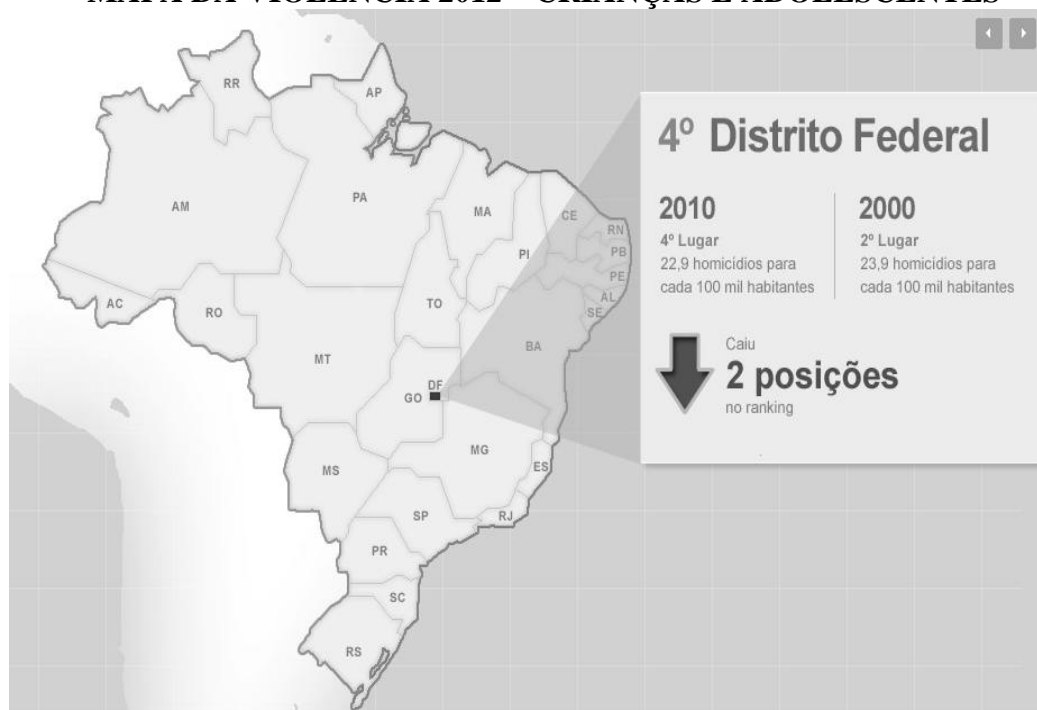 MAPA DA VIOLÊNCIA 2012 – CRIANÇAS E ADOLESCENTES
RR
AP
AM
PA
MA
CE
RN
PI
PB
PE
AL
SE
AC
RO
TO
BA
MT
DF
GO
MG
MS
ES
SP
RJ
PR
SC
RS
4º Distrito Federal
2010
4º Lugar
22,9 homicidios para
cada 100 mil habitantes
2000
2º Lugar
23,9 homicidios para
cada 100 mil habitantes
Caiu
2 posições
no ranking